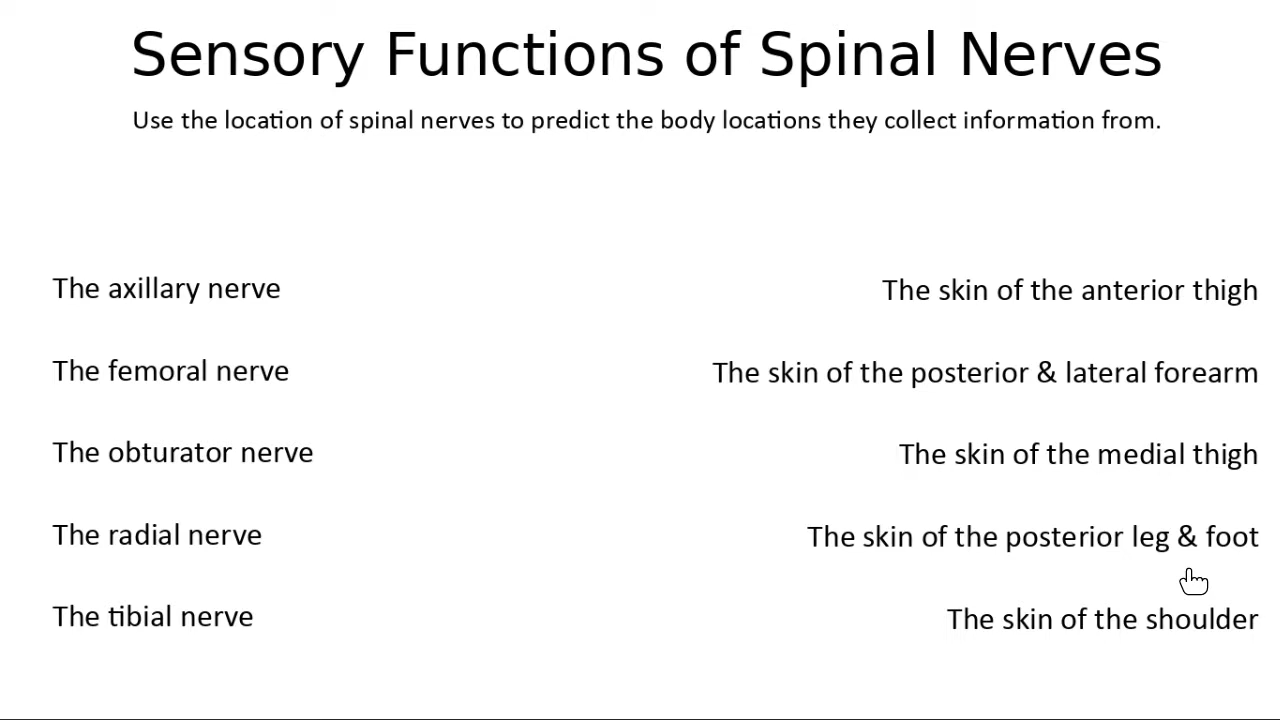 Sensory Functions of Spinal Nerves
Use the location of spinal nerves to predict the body locations they collect information from.
The axillary nerve
The skin of the anterior thigh
The femoral nerve
The skin of the posterior & lateral forearm
The obturator nerve
The skin of the medial thigh
The radial nerve
The skin of the posterior leg & foot
The tibial nerve
The skin of the shoulder